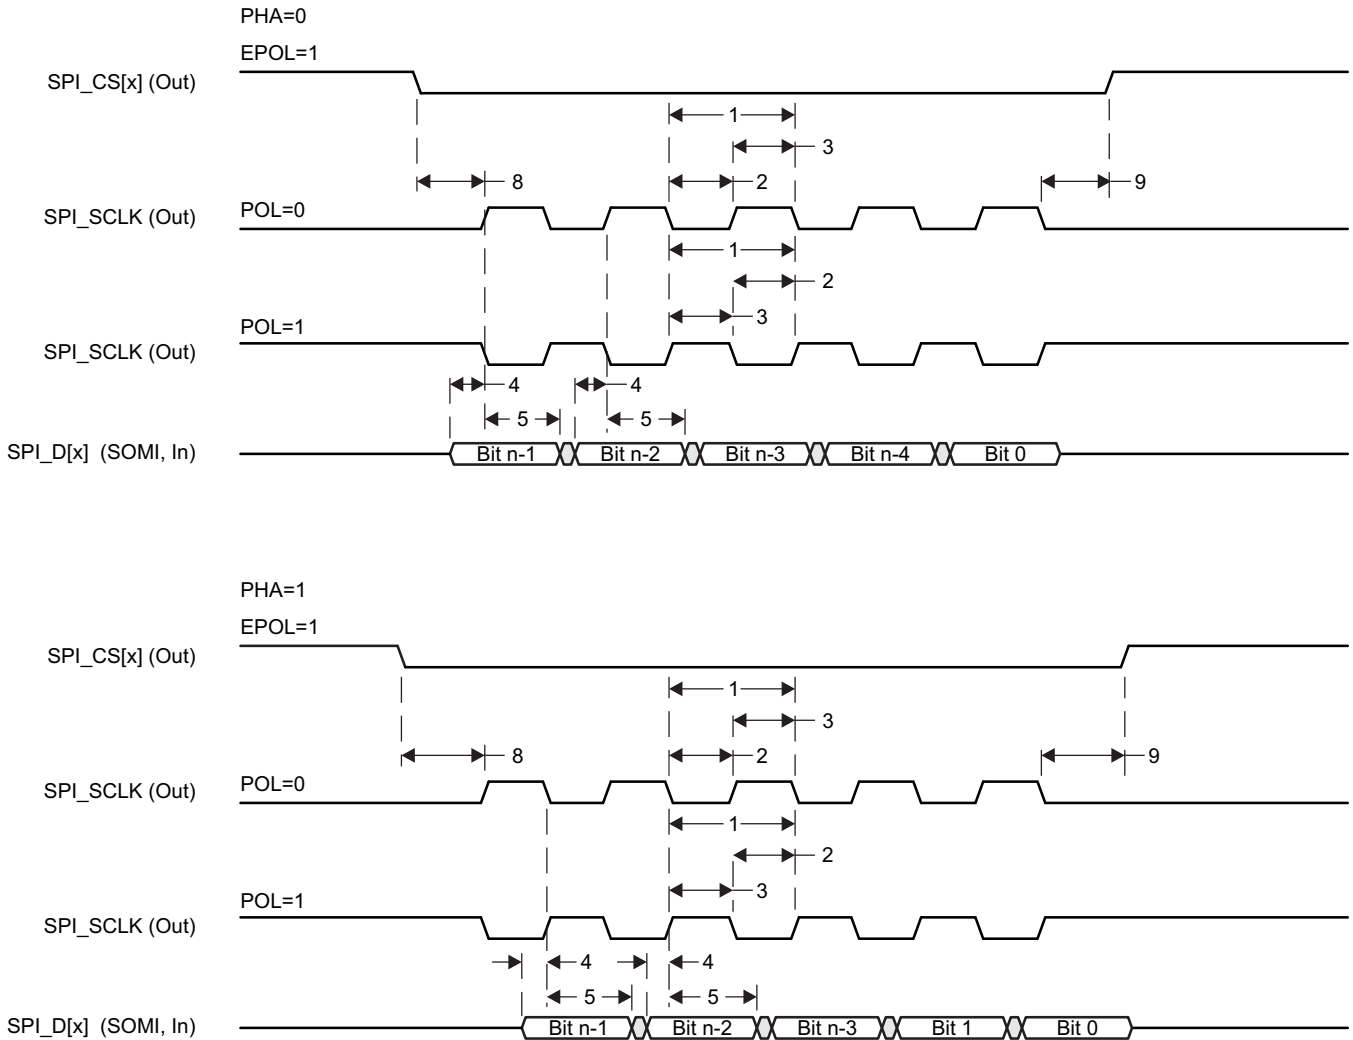 PHA=0
EPOL=1
SPI_CS[x] (Out)
1
3
8
2
9
SPI_SCLK (Out)
POL=0
1
2
3
POL=1
SPI_SCLK (Out)
4
4
5
5
SPI_D[x] (SOMI, In)
Bit n-1
Bit n-2
Bit n-3
Bit n-4
Bit 0
PHA=1
EPOL=1
SPI_CS[x] (Out)
1
3
8
2
9
SPI_SCLK (Out)
POL=0
1
2
3
POL=1
SPI_SCLK (Out)
4
4
5
5
SPI_D[x] (SOMI, In)
Bit n-1
Bit n-2
Bit n-3
Bit 1
Bit 0